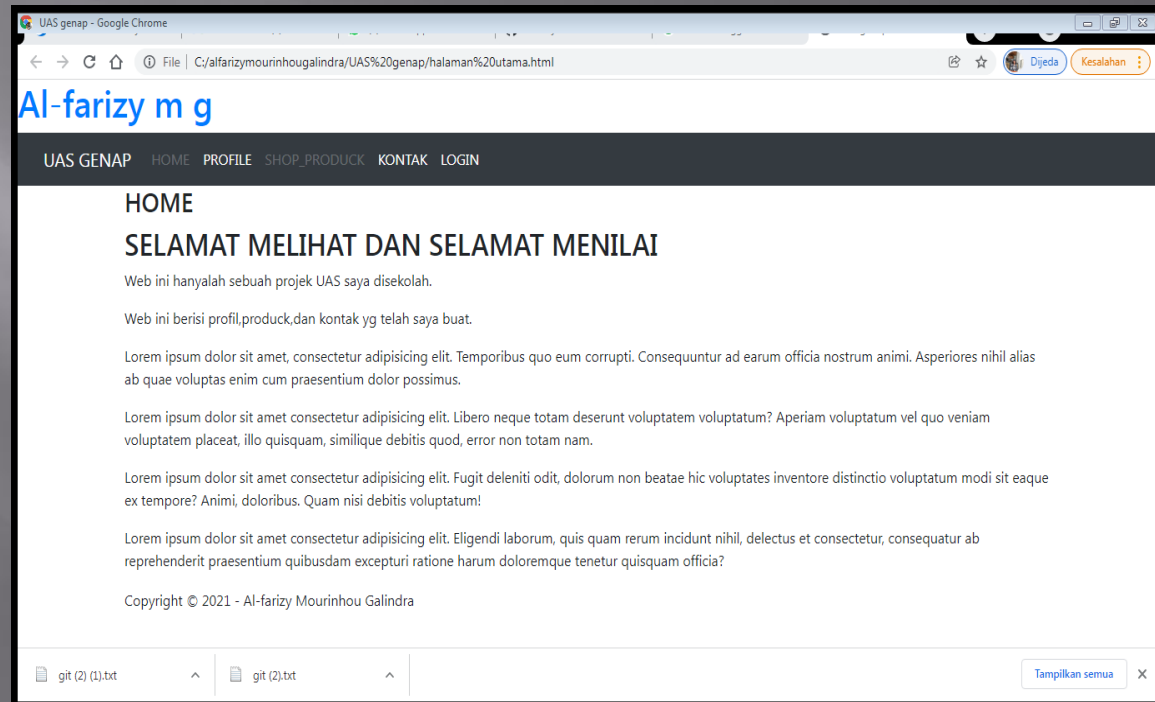 UAS genap - Google Chrome
File C:/alfarizymourinhougalindra/UAS%20genap/halaman%20utama.html Dijeda Kesalahan
Al-farizy m g
UAS GENAP HOME PROFILE SHOP_PRODUCK KONTAK LOGIN
HOME
SELAMAT MELIHAT DAN SELAMAT MENILAI
Web ini hanyalah sebuah projek UAS saya disekolah.
Web ini berisi profil,produck,dan kontak yg telah saya buat.
Lorem ipsum dolor sit amet, consectetur adipisicing elit. Temporibus quo eum corrupti. Consequuntur ad earum officia nostrum animi. Asperiores nihil alias
ab quae voluptas enim cum praesentium dolor possimus.
Lorem ipsum dolor sit amet consectetur adipisicing elit. Libero neque totam deserunt voluptatem voluptatum? Aperiam voluptatum vel quo veniam
voluptatem placeat, illo quisquam, similique debitis quod, error non totam nam.
Lorem ipsum dolor sit amet consectetur adipisicing elit. Fugit deleniti odit, dolorum non beatae hic voluptates inventore distinctio voluptatum modi sit eaque
ex tempore? Animi, doloribus. Quam nisi debitis voluptatum!
Lorem ipsum dolor sit amet consectetur adipisicing elit. Eligendi laborum, quis quam rerum incidunt nihil, delectus et consectetur, consequatur ab
reprehenderit praesentium quibusdam excepturi ratione harum doloremque tenetur quisquam officia?
Copyright © 2021 - Al-farizy Mourinhou Galindra
git (2) (1).txt git (2).txt Tampilkan semua